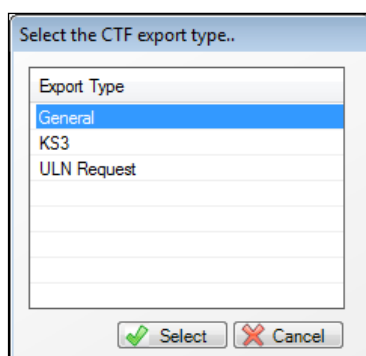 Select the CTF export type..
Export Type
General
KS3
ULN Request
Select Cancel